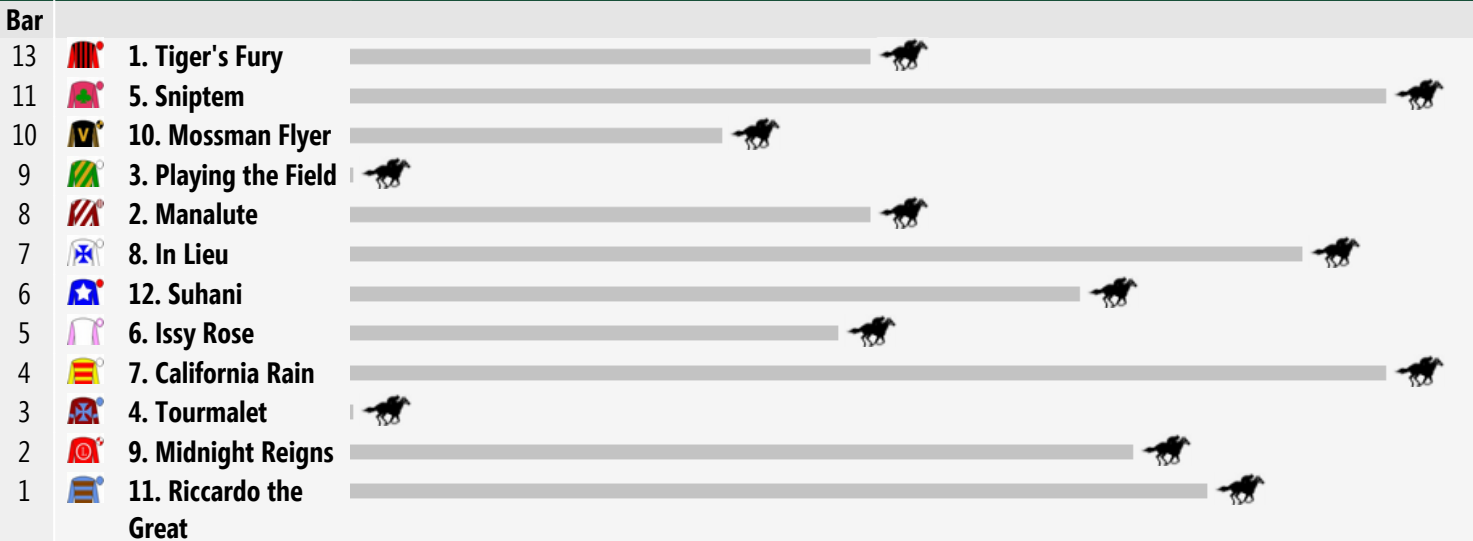 Bar
13 1. Tiger's Fury
11 5. Sniptem
10 V 10. Mossman Flyer
9 3. Playing the Field
8 2. Manalute
7 8. In Lieu
6 12. Suhani
5 6. Issy Rose
4 7. California Rain
3 4. Tourmalet
2 L 9. Midnight Reigns
1 11. Riccardo the
Great